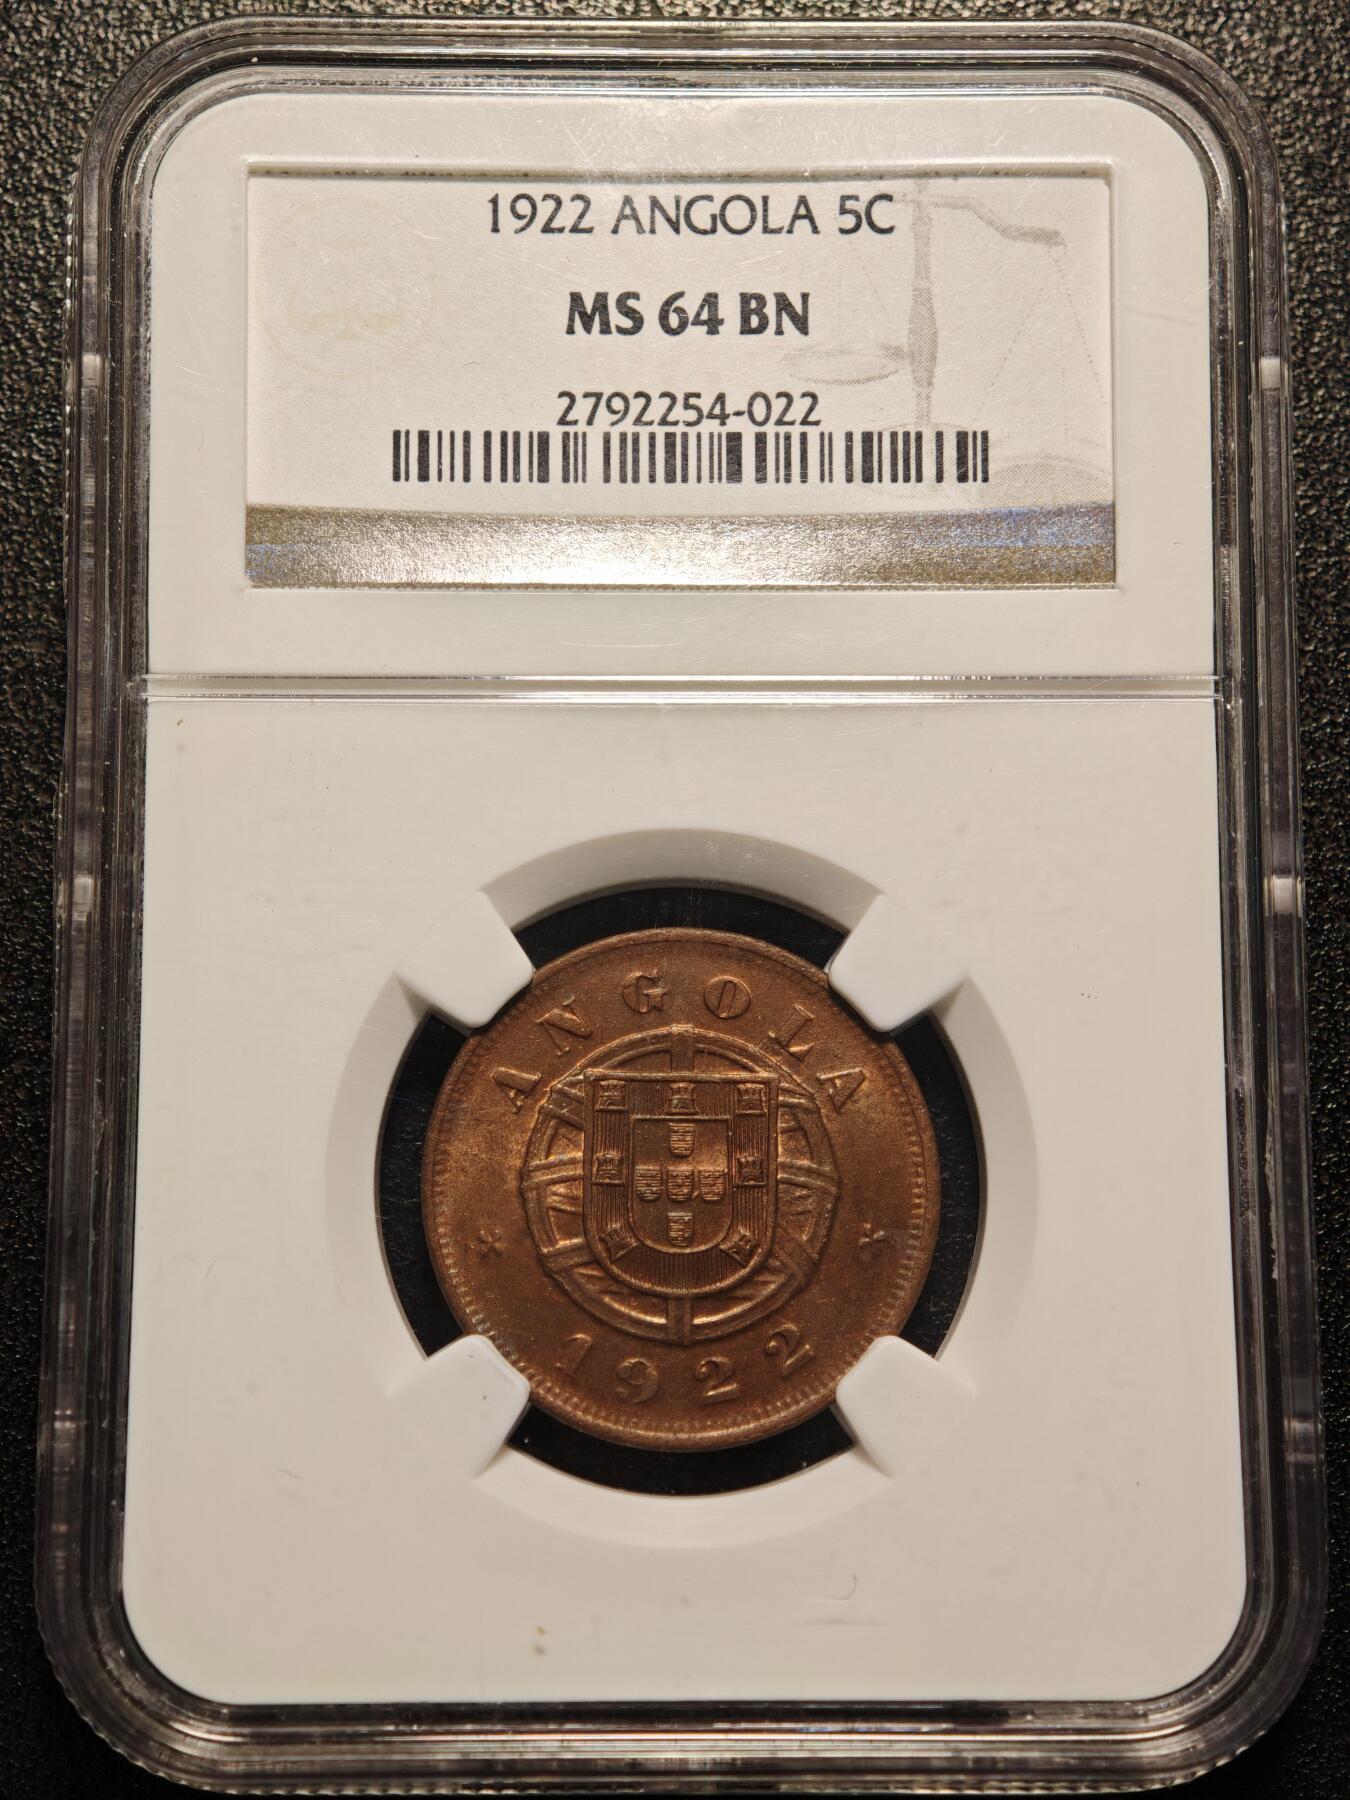 1922 ANGOLA 5C
MS 64 BN
2792254-022
ANGOLA
1922